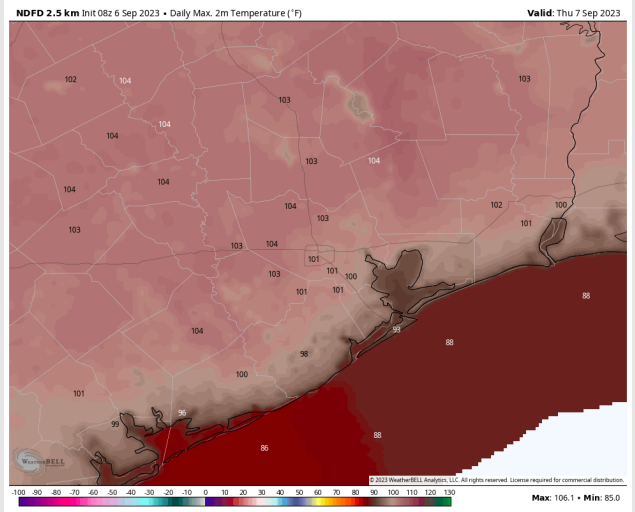 NDFD 2.5 km Init 08z 6 Sep 2023 • Daily Max. 2m Temperature (°F) Valid: Thu 7 Sep 2023
102 104 103 103
104 104
103 104
104 104
104 102 100
103 103 101
103 104
101
103 101 100
101 101 88
104 93
88
98
100
101
96
99
88
86
WEATHERBELL
© 2023 WeatherBELL Analytics, LLC. All rights reserved. License required for commercial distribution.
-100 -90 -80 -70 -60 -50 -40 -30 -20 -10 0 10 20 30 40 50 60 70 80 90 100 110 120 130
Max: 106.1 • Min: 85.0